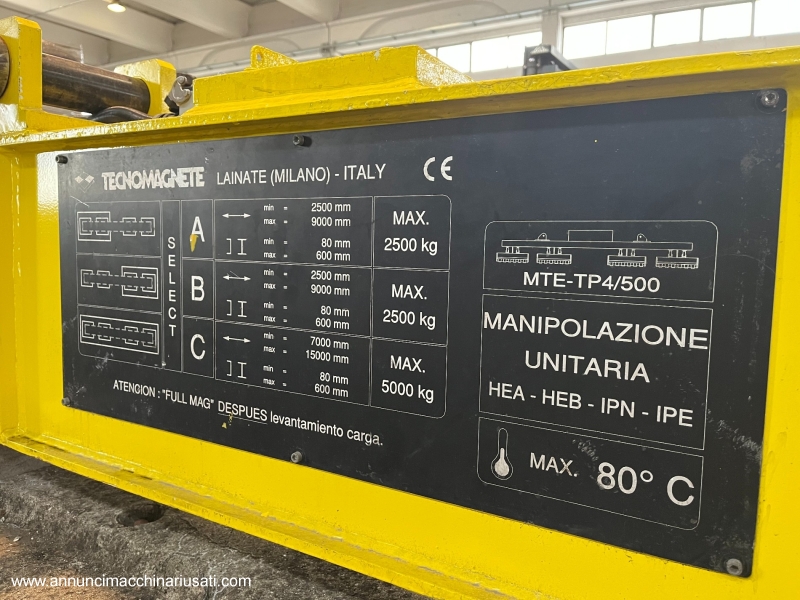 TECNOMAGNETE LAINATE (MILANO) - ITALY CE
SELECT
A
min = 2500 mm
max = 9000 mm
80 mm
600 mm
min =
max =
MAX.
2500 kg
B
min = 2500 mm
max = 9000 mm
min = 80 mm
max = 600 mm
MAX.
2500 kg
C
min = 7000 mm
max = 15000 mm
min = 80 mm
max = 600 mm
MAX.
5000 kg
ATENCION : "FULL MAG" DESPUES levantamiento carga.
MTE-TP4/500
MANIPOLAZIONE
UNITARIA
HEA - HEB - IPN - IPE
MAX. 80° C
www.annuncimacchinariusati.com